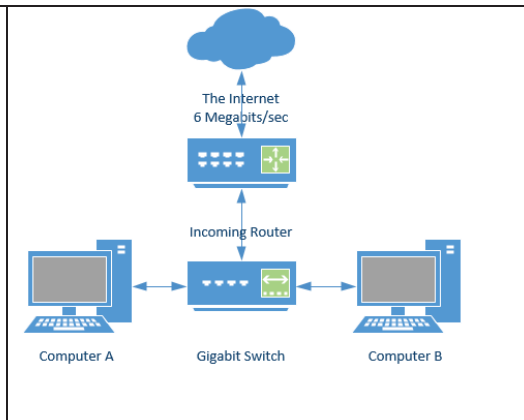 The Internet
6 Megabits/sec
Incoming Router
Computer A
Gigabit Switch
Computer B